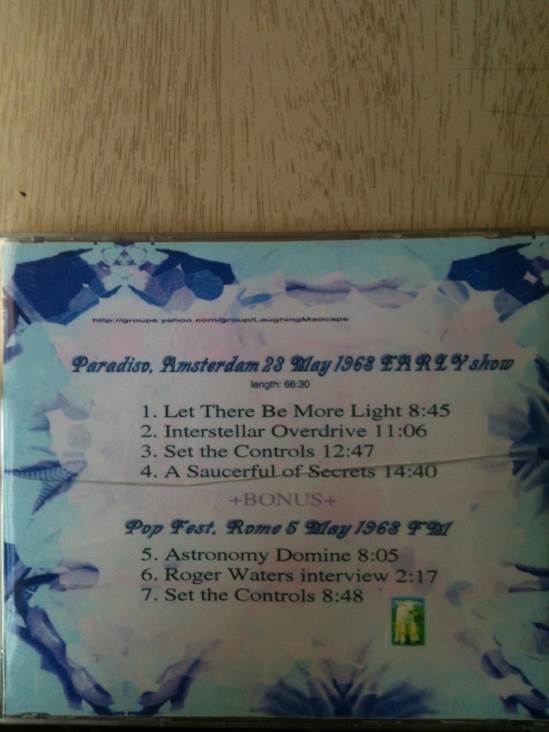 http://groups.yahoo.com/group/LaughingMadcaps
Paradiso, Amsterdam 23 May 1968 EARLY show
length: 66:30
1. Let There Be More Light 8:45
2. Interstellar Overdrive 11:06
3. Set the Controls 12:47
4. A Saucerful of Secrets 14:40
+BONUS+
Pop Fest, Rome 5 May 1968 FM
5. Astronomy Domine 8:05
6. Roger Waters interview 2:17
7. Set the Controls 8:48